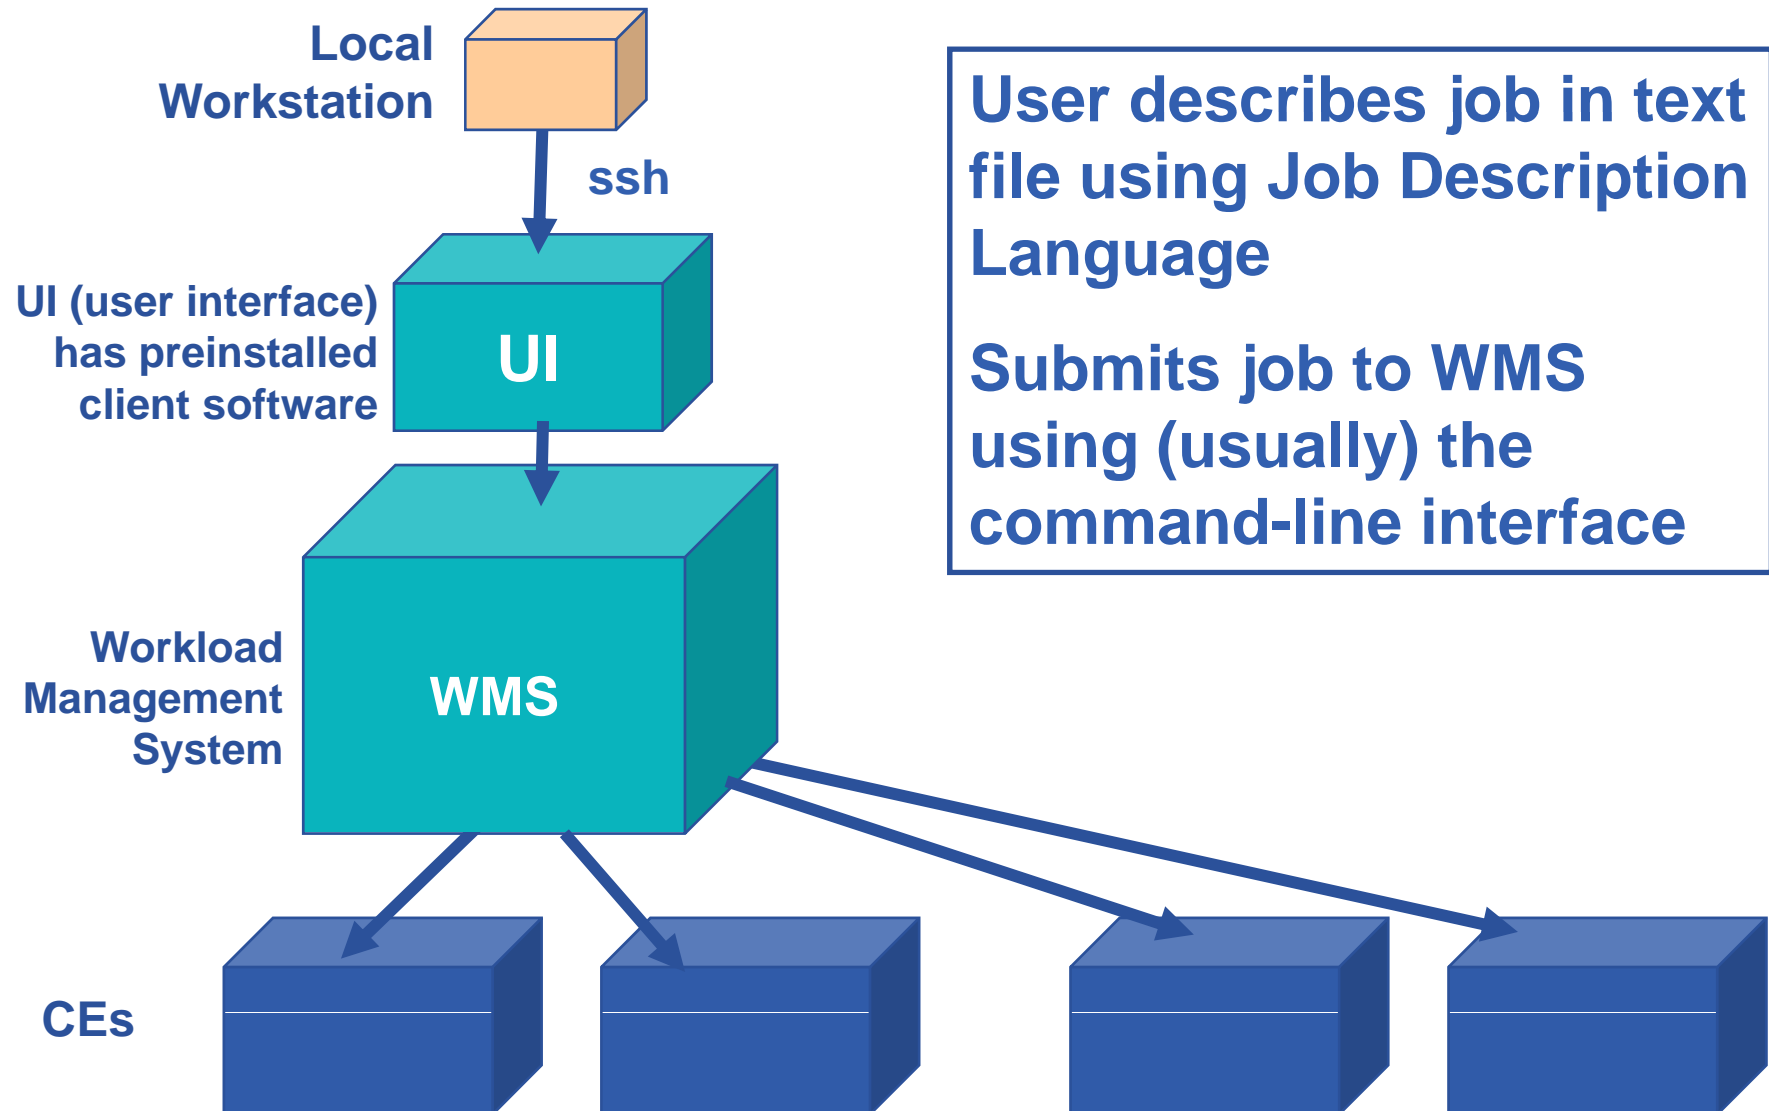 Local
Workstation
ssh
UI (user interface)
has preinstalled
client software
UI
Workload
Management
System
WMS
CEs
User describes job in text
file using Job Description
Language
Submits job to WMS
using (usually) the
command-line interface